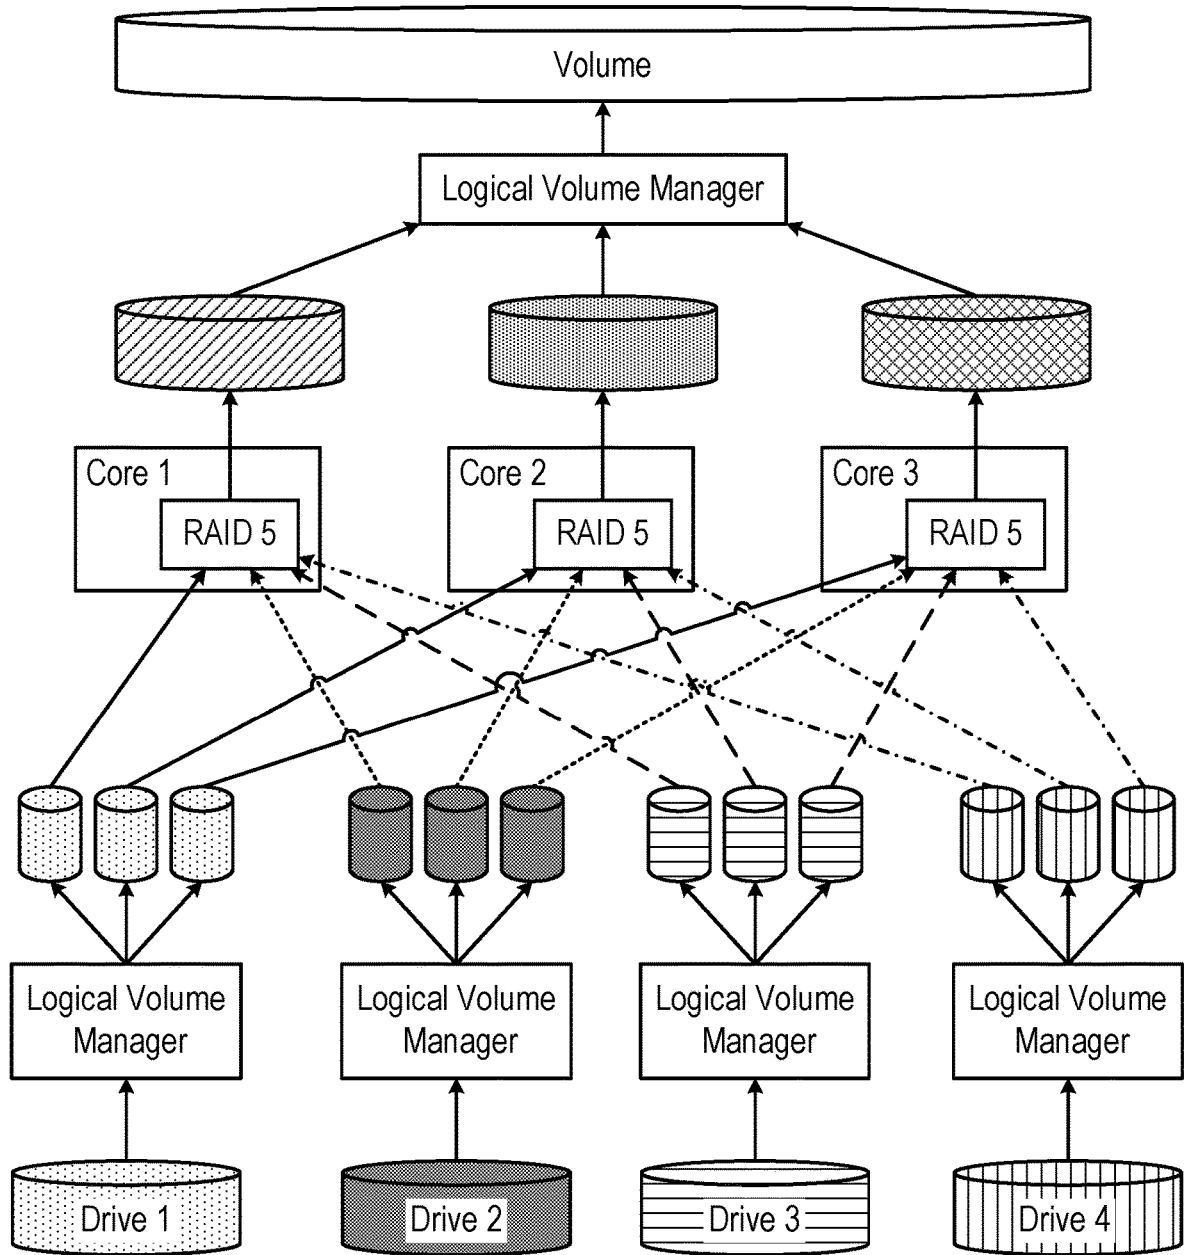 Volume
Logical Volume Manager
Core 1
RAID 5
Core 2
RAID 5
Core 3
RAID 5
Logical Volume
Manager
Logical Volume
Manager
Logical Volume
Manager
Logical Volume
Manager
Drive 1
Drive 2
Drive 3
Drive 4